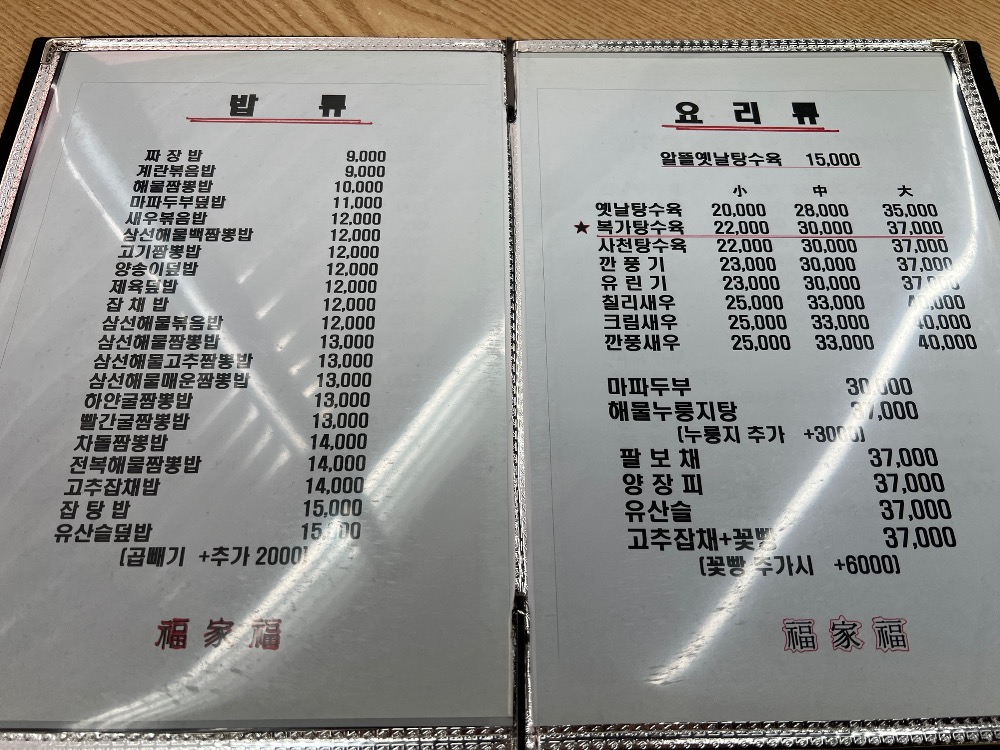 밥 류
짜장밥 9,000
계란볶음밥 9,000
해물짬뽕밥 10,000
마파두부덮밥 11,000
새우볶음밥 12,000
삼선해물백짬뽕밥 12,000
고기짬뽕밥 12,000
양송이덮밥 12,000
제육덮밥 12,000
잡채밥 12,000
삼선해물볶음밥 12,000
삼선해물짬뽕밥 13,000
삼선해물고추짬뽕밥 13,000
삼선해물매운짬뽕밥 13,000
하얀굴짬뽕밥 13,000
빨간굴짬뽕밥 13,000
차돌짬뽕밥 14,000
전복해물짬뽕밥 14,000
고추잡채밥 14,000
잡탕밥 15,000
유산슬덮밥 15,000
(곱빼기 +추가 2000)
福家福
요리류
알뜰옛날탕수육 15,000
小 中 大
옛날탕수육 20,000 28,000 35,000
★ 복가탕수육 22,000 30,000 37,000
사천탕수육 22,000 30,000 37,000
깐풍기 23,000 30,000 37,000
유린기 23,000 30,000 37,000
칠리새우 25,000 33,000
크림새우 25,000 33,000 40,000
깐풍새우 25,000 33,000 40,000
마파두부 30,000
해물누룽지탕 37,000
(누룽지 추가 +3000)
팔보채 37,000
양장피 37,000
유산슬 37,000
고추잡채+꽃빵 37,000
(꽃빵 추가시 +6000)
福家福